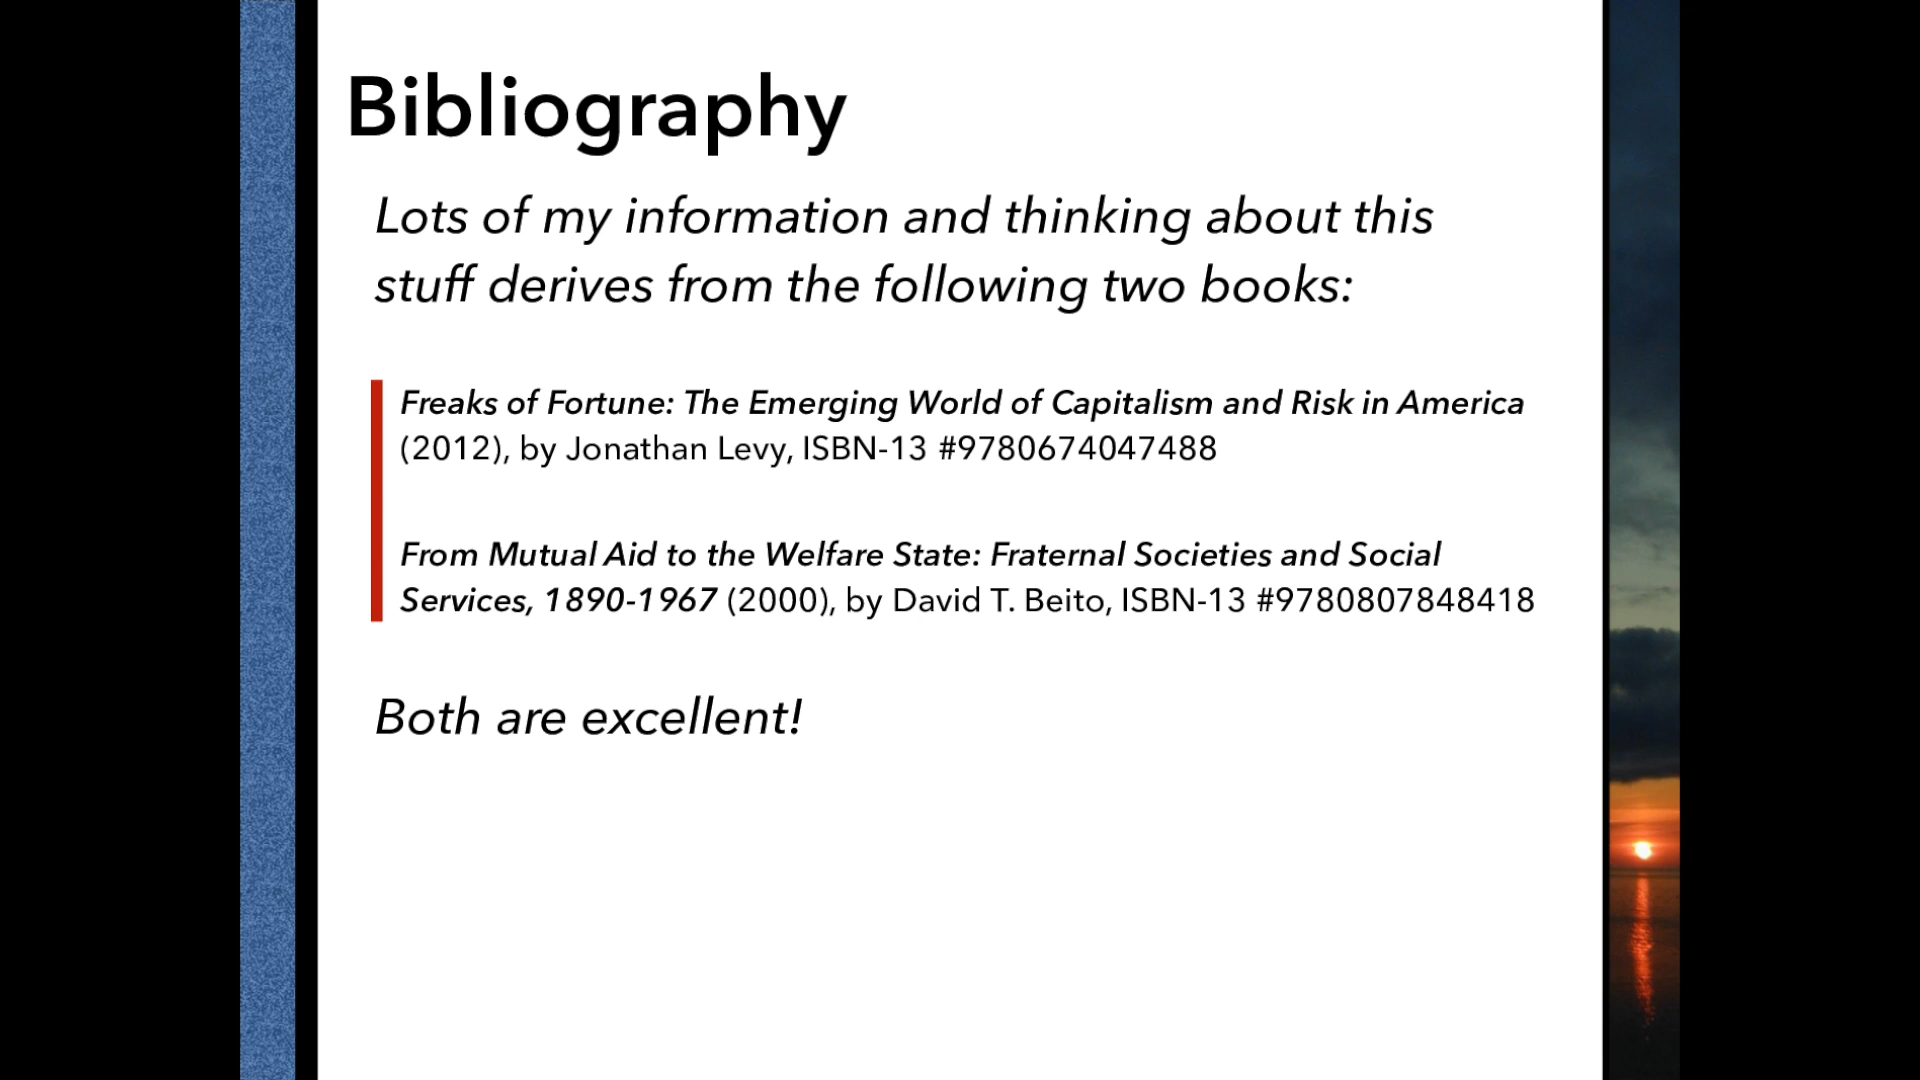 Bibliography
Lots of my information and thinking about this
stuff derives from the following two books:
Freaks of Fortune: The Emerging World of Capitalism and Risk in America
(2012), by Jonathan Levy, ISBN-13 #9780674047488
From Mutual Aid to the Welfare State: Fraternal Societies and Social
Services, 1890-1967 (2000), by David T. Beito, ISBN-13 #9780807848418
Both are excellent!